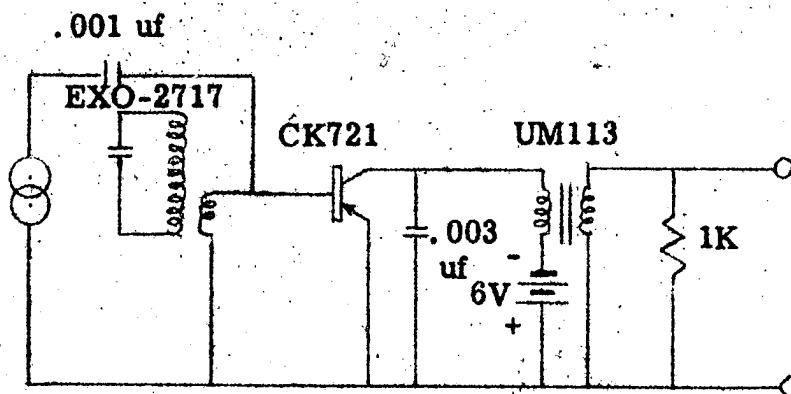 .001 uf
EXO-2717
CK721
UM113
.003
uf
-
6V
+
1K